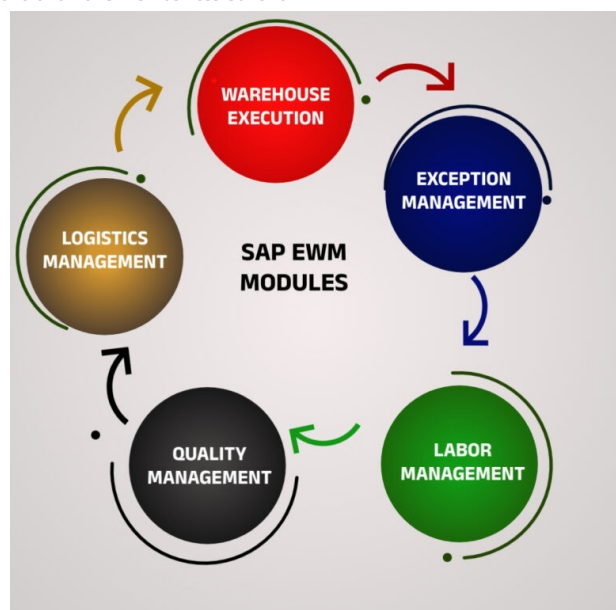 WAREHOUSE
EXECUTION
EXCEPTION
MANAGEMENT
LOGISTICS
MANAGEMENT
SAP EWM
MODULES
QUALITY
MANAGEMENT
LABOR
MANAGEMENT